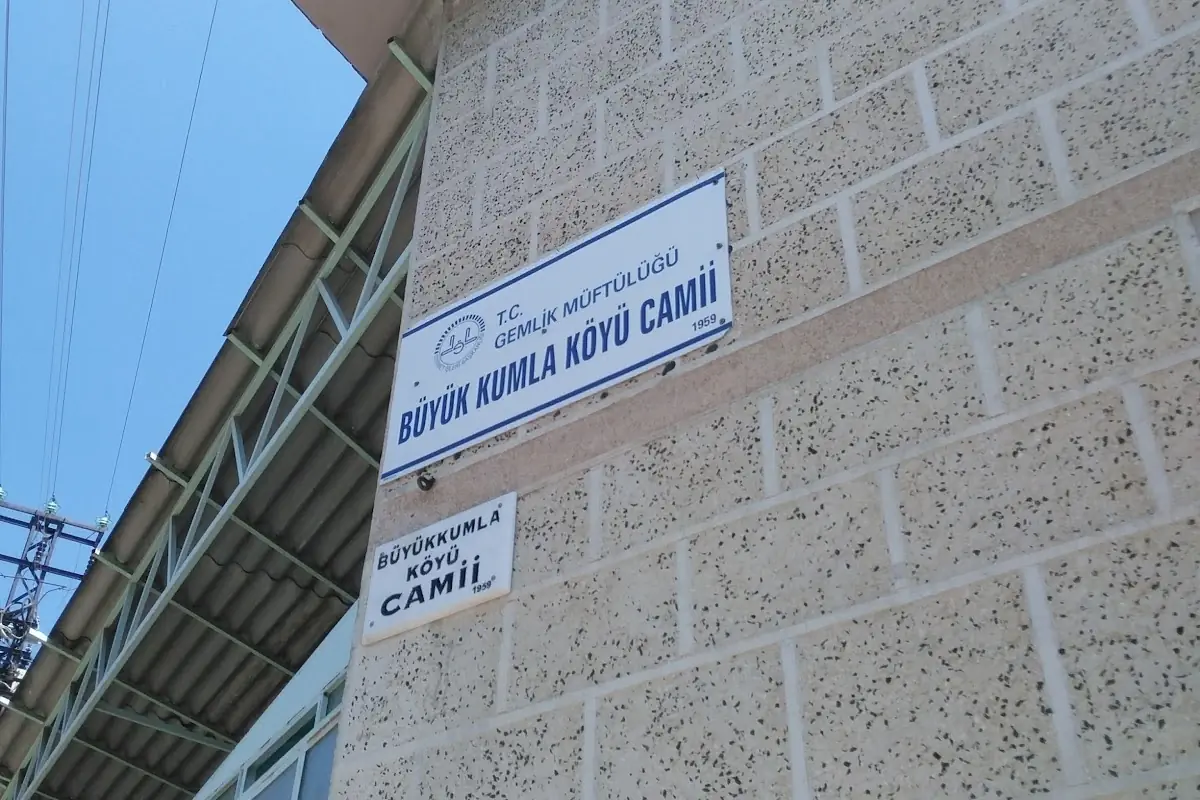 T.C.
GEMLİK MÜFTÜLÜĞÜ
BÜYÜK KUMLA KÖYÜ CAMİİ
1959
BÜYÜKKUMLA
KÖYÜ
CAMİİ
1959